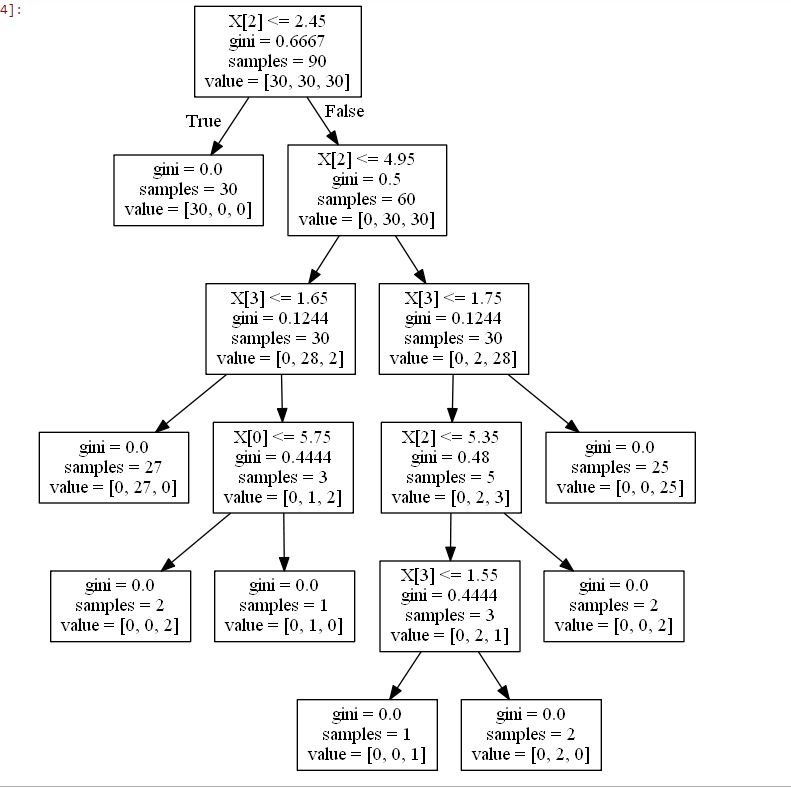 4]:
X[2] <= 2.45
gini = 0.6667
samples = 90
value = [30, 30, 30]
True
False
gini = 0.0
samples = 30
value = [30, 0, 0]
X[2] <= 4.95
gini = 0.5
samples = 60
value = [0, 30, 30]
X[3] <= 1.65
gini = 0.1244
samples = 30
value = [0, 28, 2]
X[3] <= 1.75
gini = 0.1244
samples = 30
value = [0, 2, 28]
gini = 0.0
samples = 27
value = [0, 27, 0]
X[0] <= 5.75
gini = 0.4444
samples = 3
value = [0, 1, 2]
X[2] <= 5.35
gini = 0.48
samples = 5
value = [0, 2, 3]
gini = 0.0
samples = 25
value = [0, 0, 25]
gini = 0.0
samples = 2
value = [0, 0, 2]
gini = 0.0
samples = 1
value = [0, 1, 0]
X[3] <= 1.55
gini = 0.4444
samples = 3
value = [0, 2, 1]
gini = 0.0
samples = 2
value = [0, 0, 2]
gini = 0.0
samples = 1
value = [0, 0, 1]
gini = 0.0
samples = 2
value = [0, 2, 0]